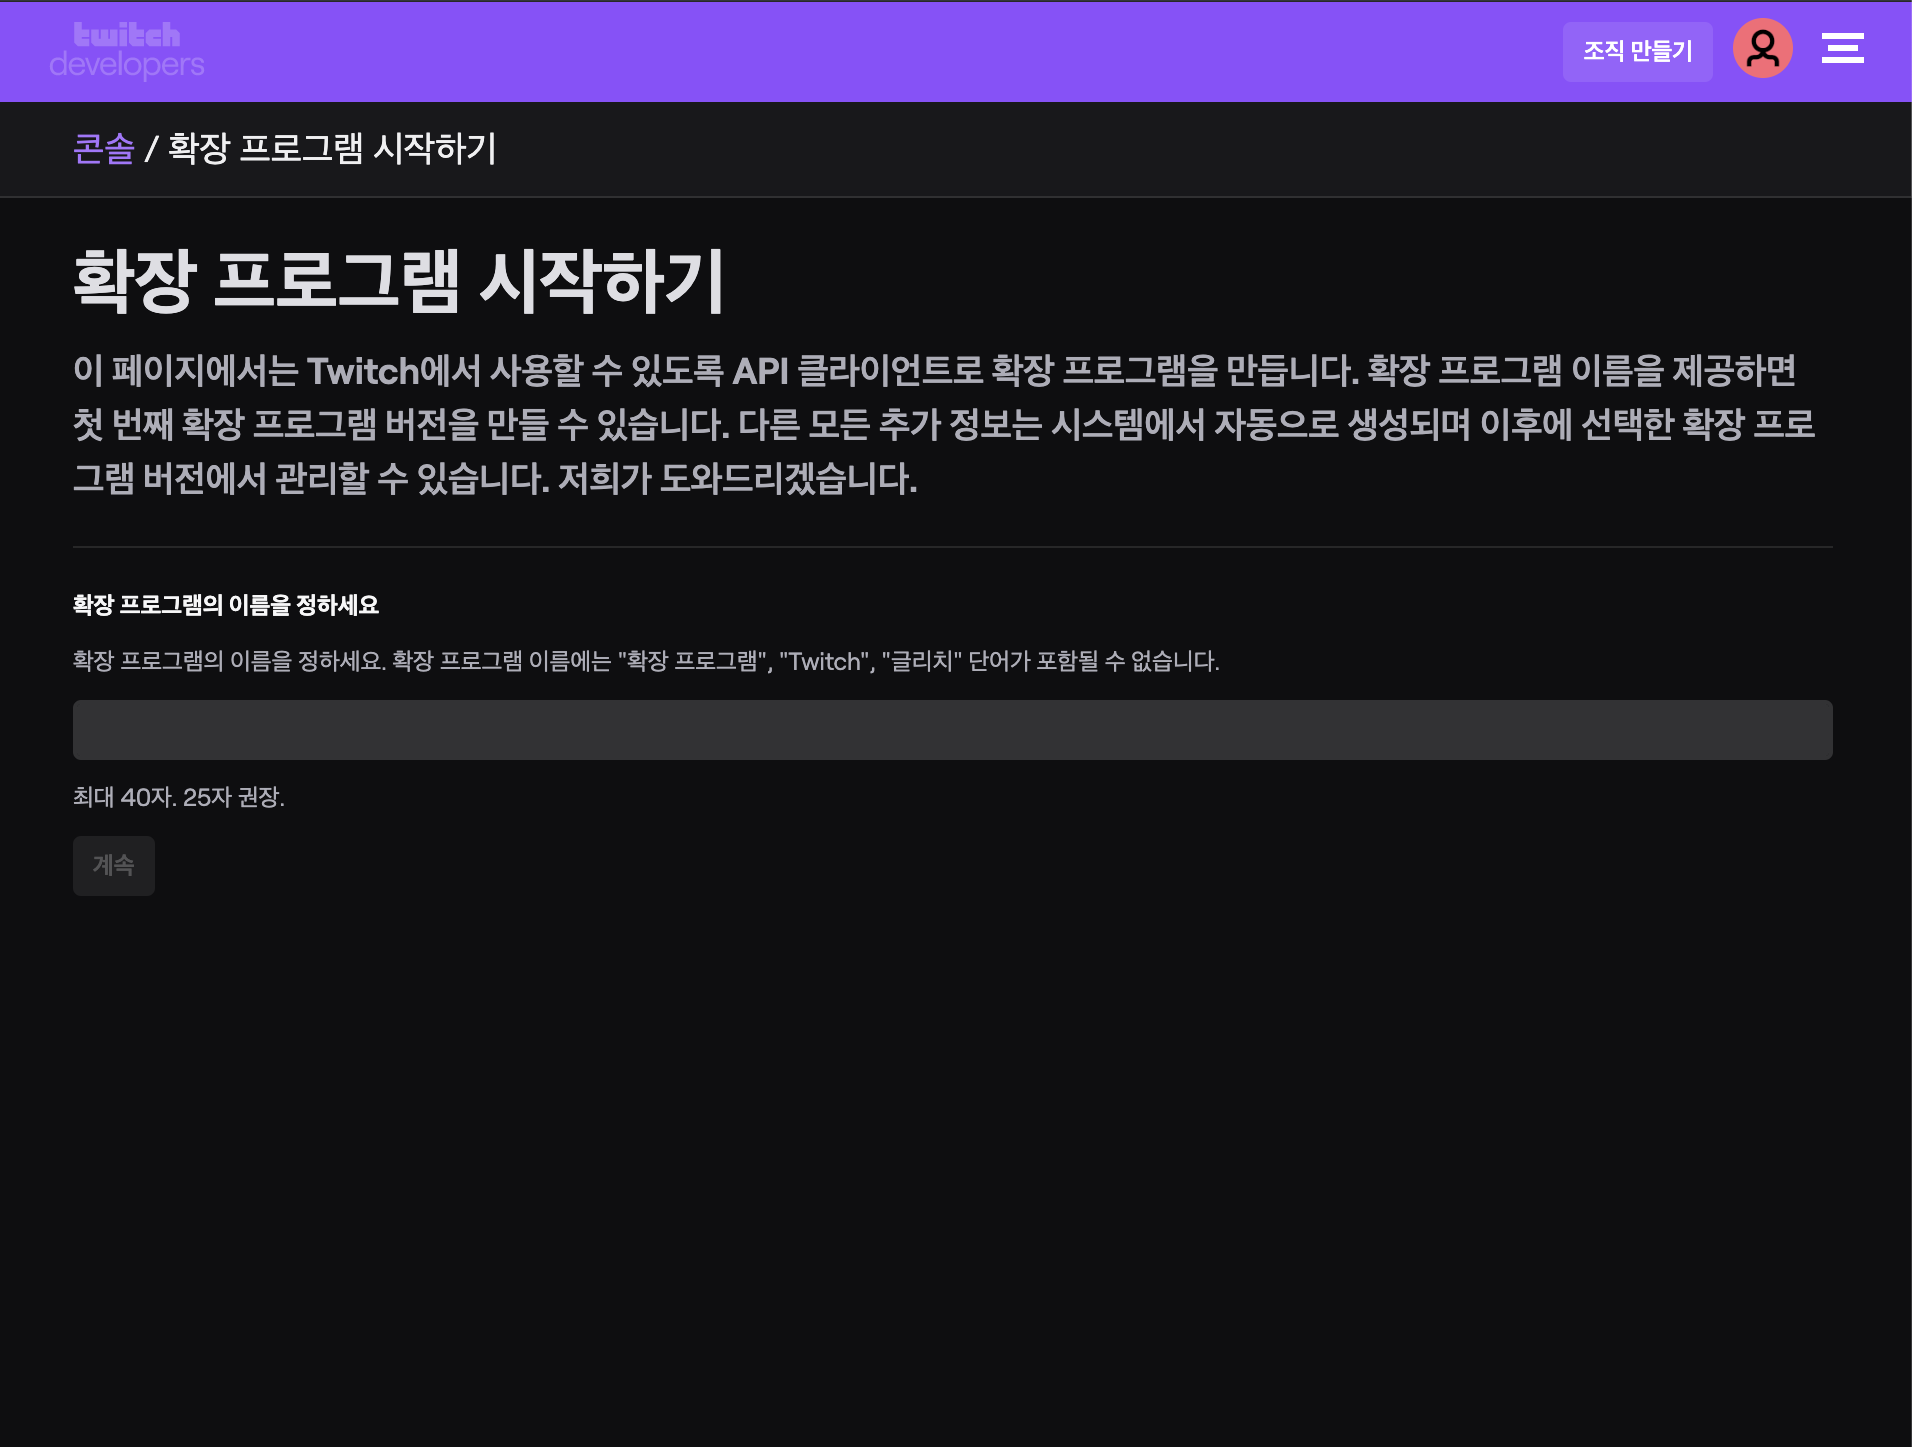 twitch
developers
조직 만들기
콘솔 / 확장 프로그램 시작하기
확장 프로그램 시작하기
이 페이지에서는 Twitch에서 사용할 수 있도록 API 클라이언트로 확장 프로그램을 만듭니다. 확장 프로그램 이름을 제공하면
첫 번째 확장 프로그램 버전을 만들 수 있습니다. 다른 모든 추가 정보는 시스템에서 자동으로 생성되며 이후에 선택한 확장 프로
그램 버전에서 관리할 수 있습니다. 저희가 도와드리겠습니다.
확장 프로그램의 이름을 정하세요
확장 프로그램의 이름을 정하세요. 확장 프로그램 이름에는 "확장 프로그램", "Twitch", "글리치" 단어가 포함될 수 없습니다.
최대 40자. 25자 권장.
계속